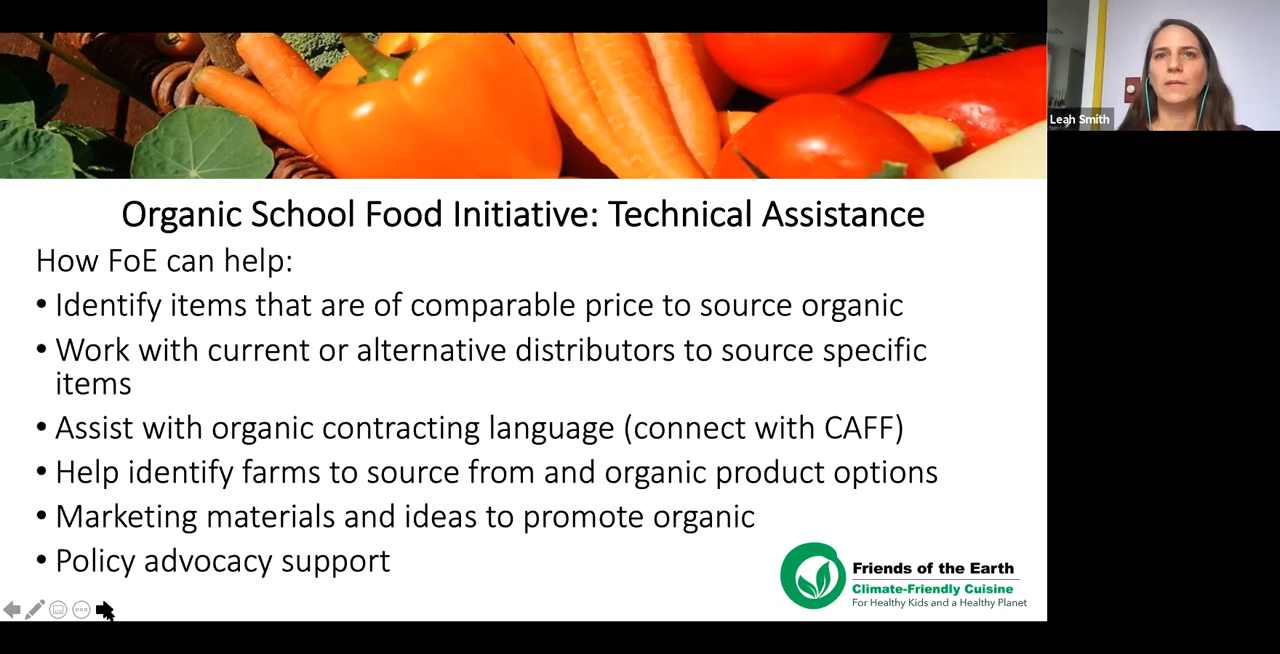 Leah Smith
Organic School Food Initiative: Technical Assistance
How FoE can help:
• Identify items that are of comparable price to source organic
• Work with current or alternative distributors to source specific
items
• Assist with organic contracting language (connect with CAFF)
• Help identify farms to source from and organic product options
• Marketing materials and ideas to promote organic
• Policy advocacy support
Friends of the Earth
Climate-Friendly Cuisine
For Healthy Kids and a Healthy Planet